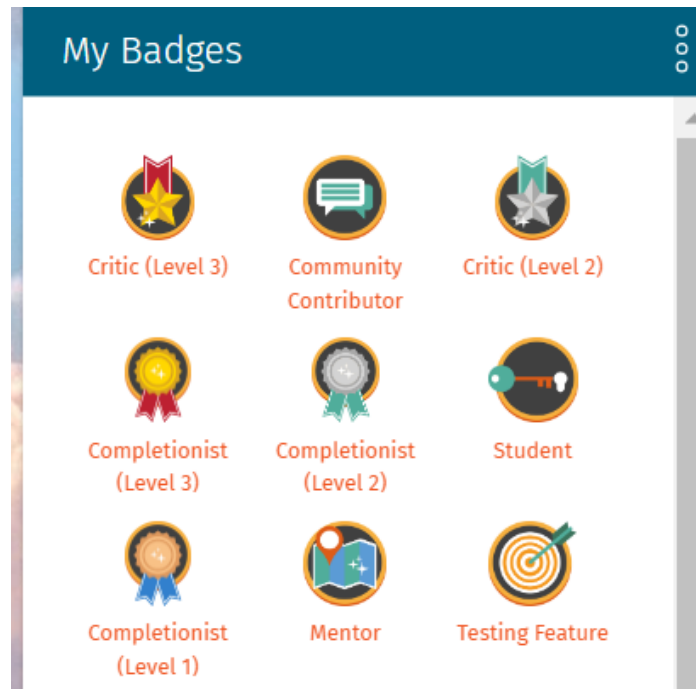 My Badges
Critic (Level 3)
Community
Contributor
Critic (Level 2)
Completionist
(Level 3)
Completionist
(Level 2)
Student
Completionist
(Level 1)
Mentor
Testing Feature